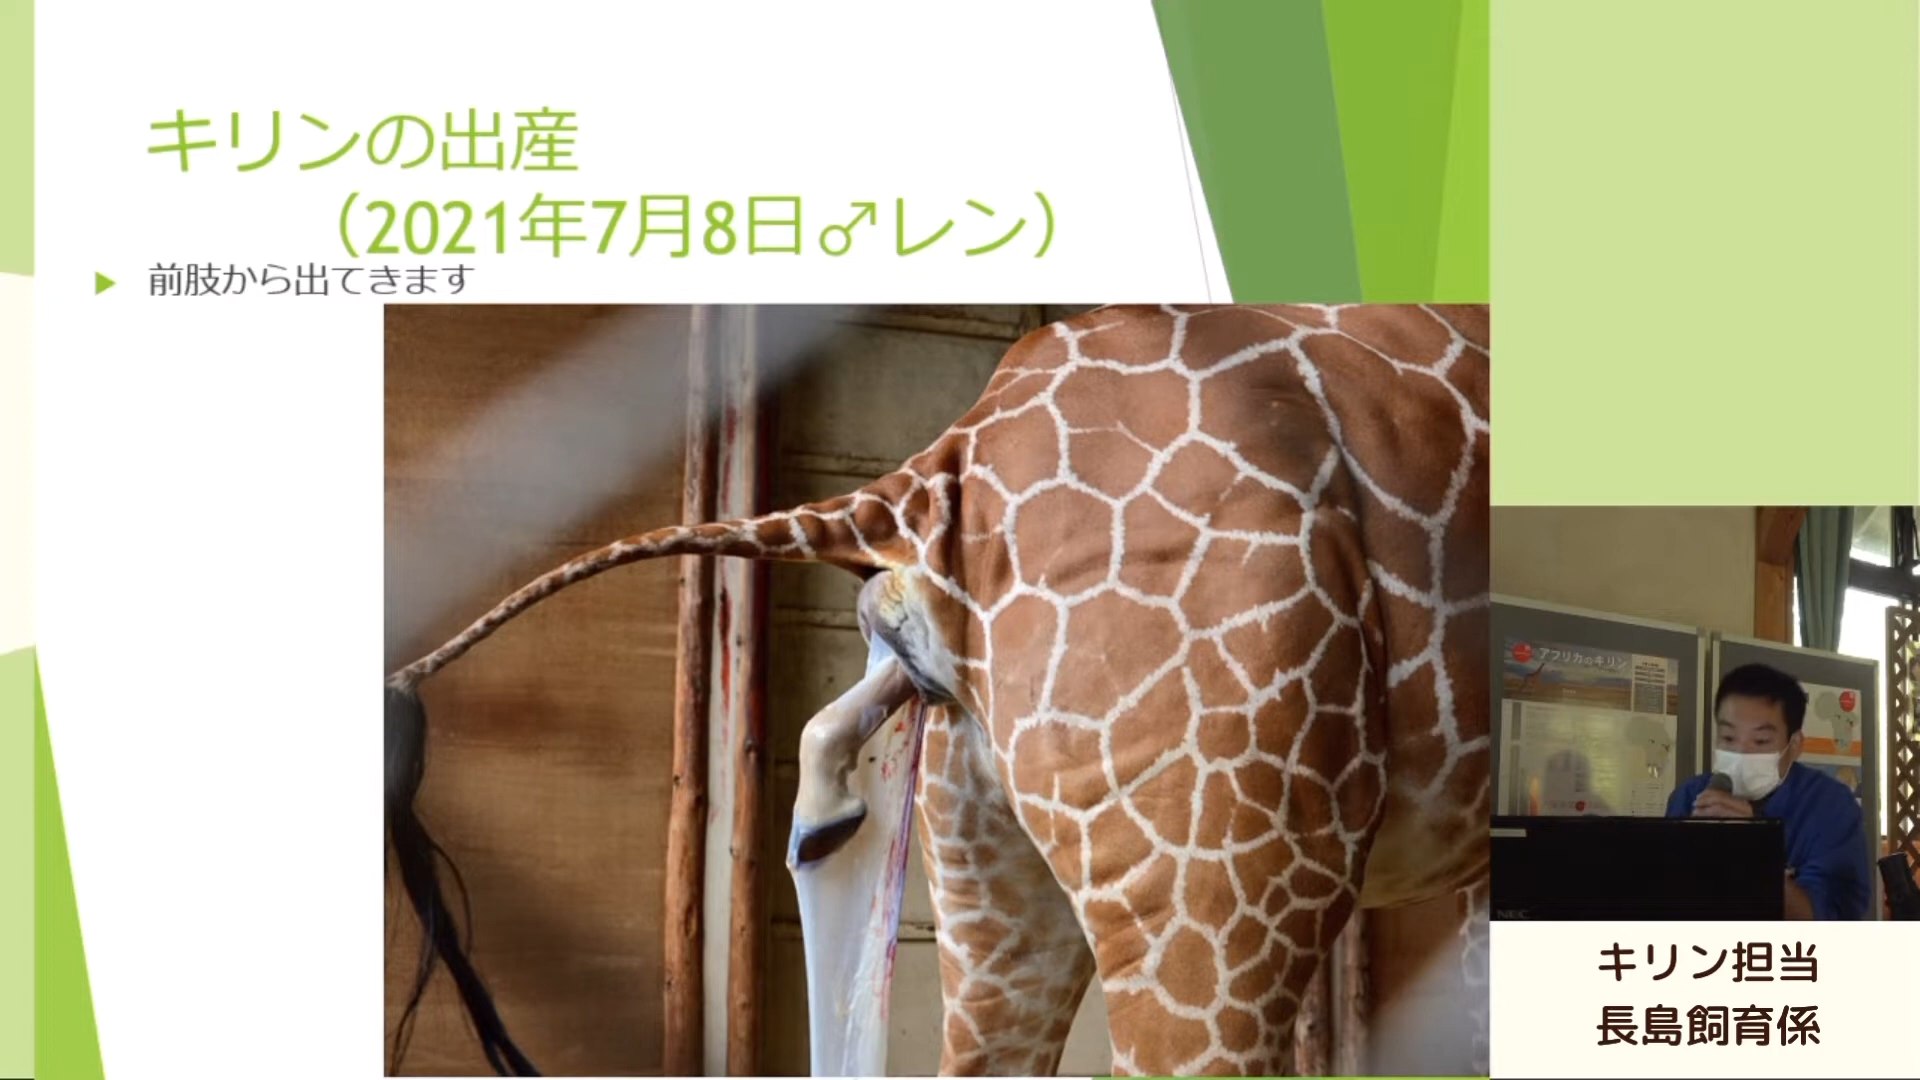 キリンの出産
（2021年7月8日♂レン）
前肢から出てきます
アフリカのキリン
NEC
キリン担当
長島飼育係